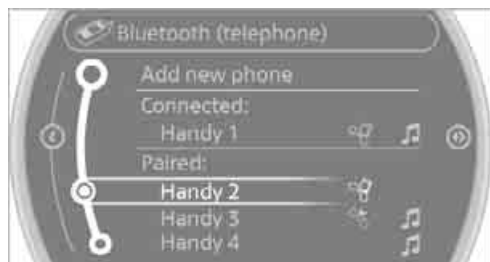 Bluetooth (telephone)
Add new phone
Connected:
Handy 1
Paired:
Handy 2
Handy 3
Handy 4